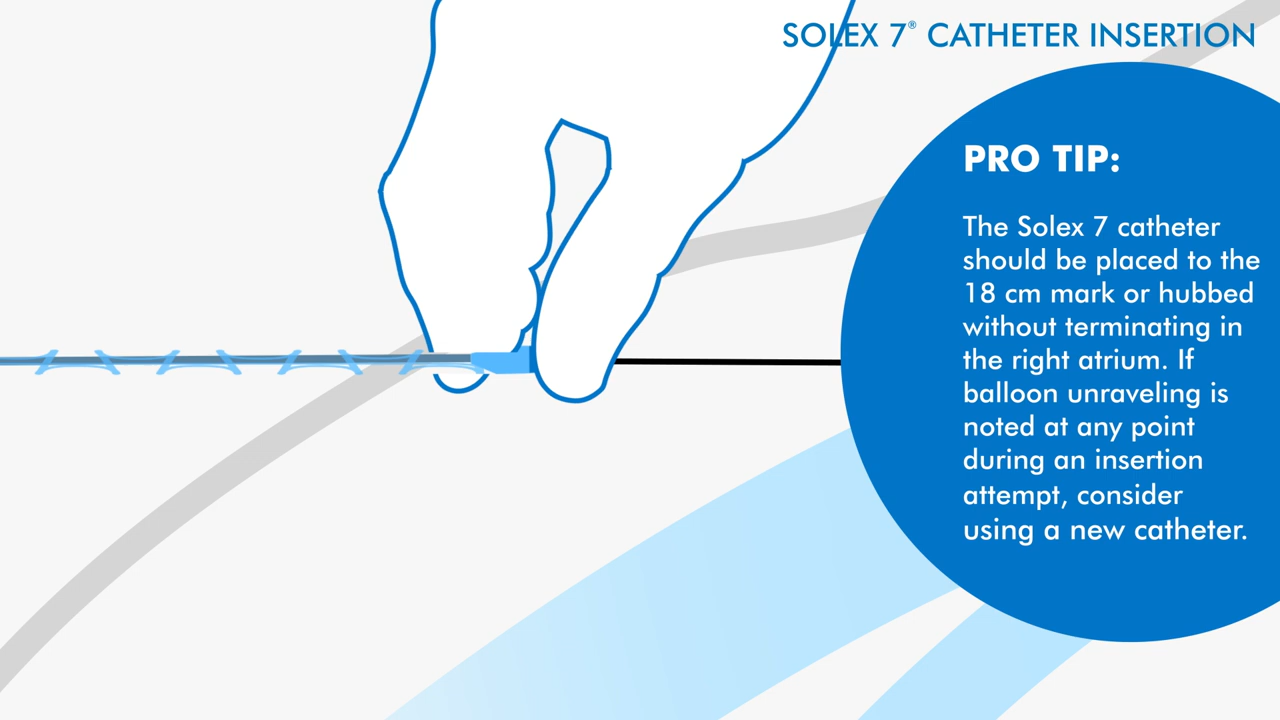 SOLEX 7® CATHETER INSERTION
PRO TIP:
The Solex 7 catheter
should be placed to the
18 cm mark or hubbed
without terminating in
the right atrium. If
balloon unraveling is
noted at any point
during an insertion
attempt, consider
using a new catheter.